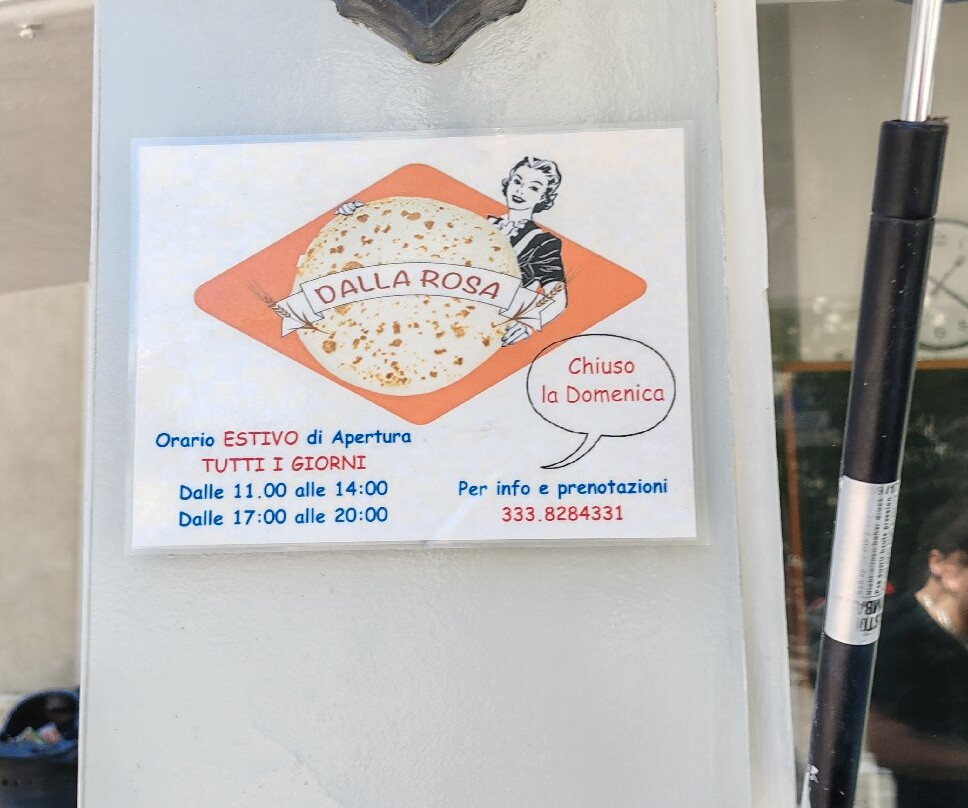 DALLA ROSA
Chiuso
la Domenica
Orario ESTIVO di Apertura
TUTTI I GIORNI
Dalle 11.00 alle 14:00
Dalle 17:00 alle 20:00
Per info e prenotazioni
333.8284331